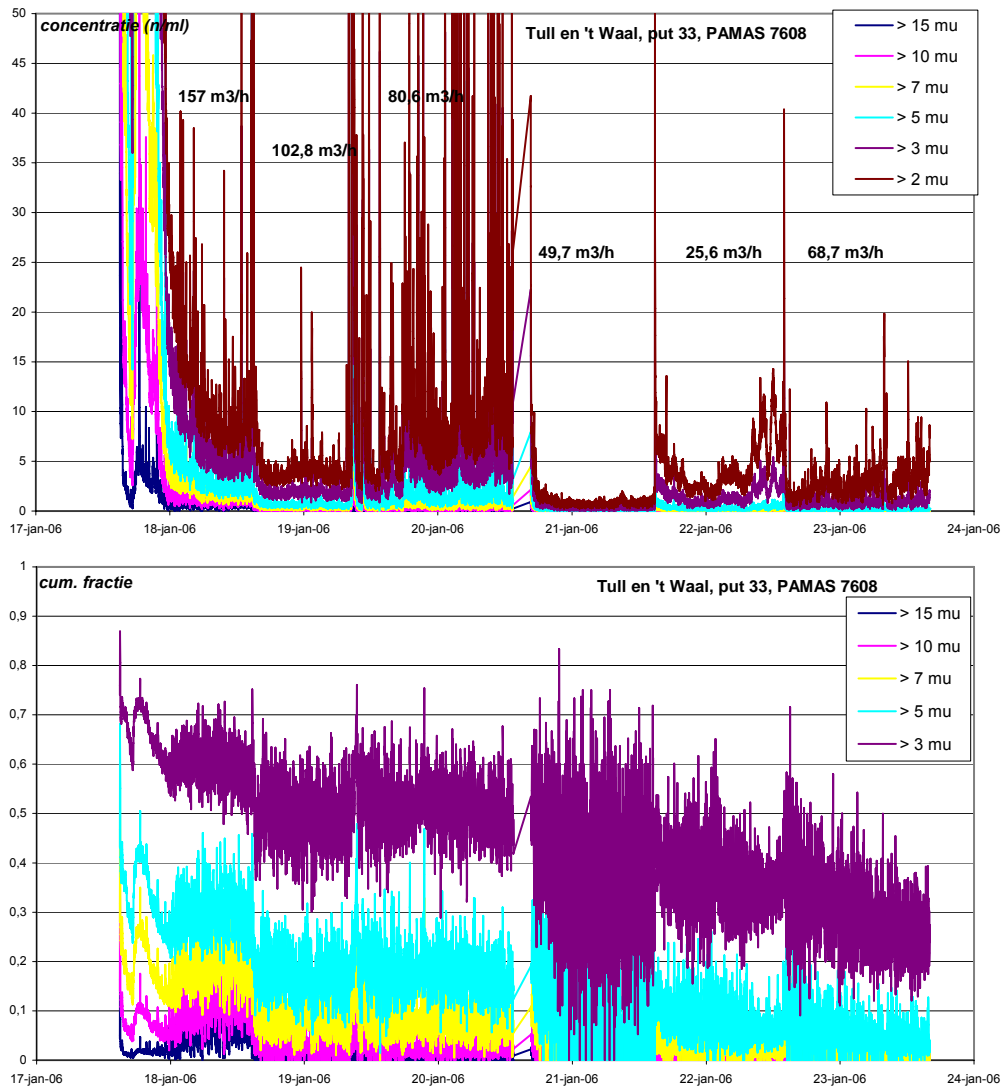 concentratie (n/ml)
Tull en 't Waal, put 33, PAMAS 7608
50
45
40
35
30
25
20
15
10
5
0
157 m3/h
102,8 m3/h
80,6 m3/h
49,7 m3/h
25,6 m3/h
68,7 m3/h
> 15 mu
> 10 mu
> 7 mu
> 5 mu
> 3 mu
> 2 mu
17-jan-06
18-jan-06
19-jan-06
20-jan-06
21-jan-06
22-jan-06
23-jan-06
24-jan-06
cum. fractie
Tull en 't Waal, put 33, PAMAS 7608
1
0,9
0,8
0,7
0,6
0,5
0,4
0,3
0,2
0,1
0
> 15 mu
> 10 mu
> 7 mu
> 5 mu
> 3 mu
17-jan-06
18-jan-06
19-jan-06
20-jan-06
21-jan-06
22-jan-06
23-jan-06
24-jan-06